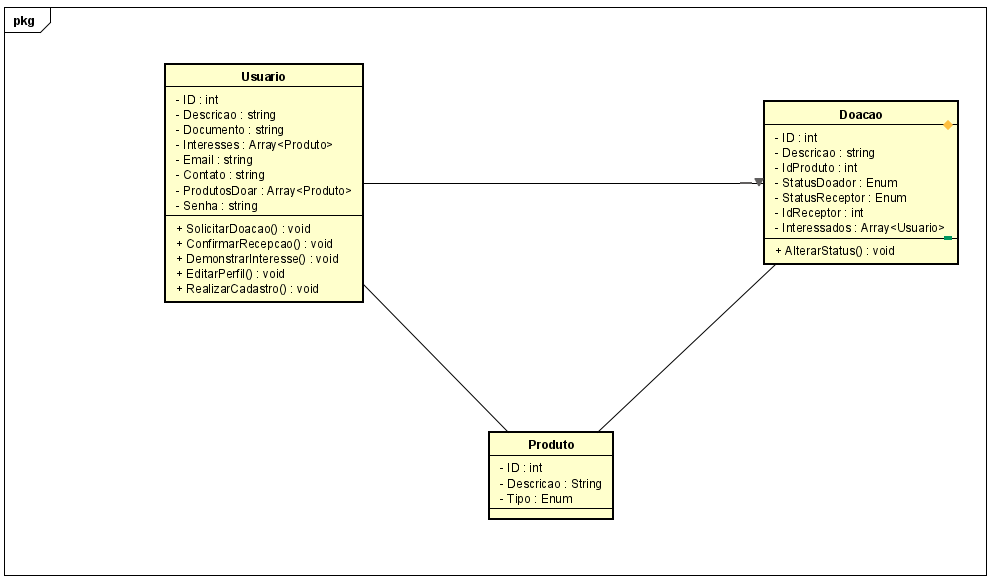 pkg
Usuario
- ID : int
- Descricao : string
- Documento : string
- Interesses : Array<Produto>
- Email : string
- Contato : string
- ProdutosDoar : Array<Produto>
- Senha : string
+ SolicitarDoacao() : void
+ ConfirmarRecepcao() : void
+ DemonstrarInteresse() : void
+ EditarPerfil() : void
+ RealizarCadastro() : void
Doacao
- ID : int
- Descricao : string
- IdProduto : int
- StatusDoador : Enum
- StatusReceptor : Enum
- IdReceptor : int
- Interessados : Array<Usuario>
+ AlterarStatus() : void
Produto
- ID : int
- Descricao : String
- Tipo : Enum